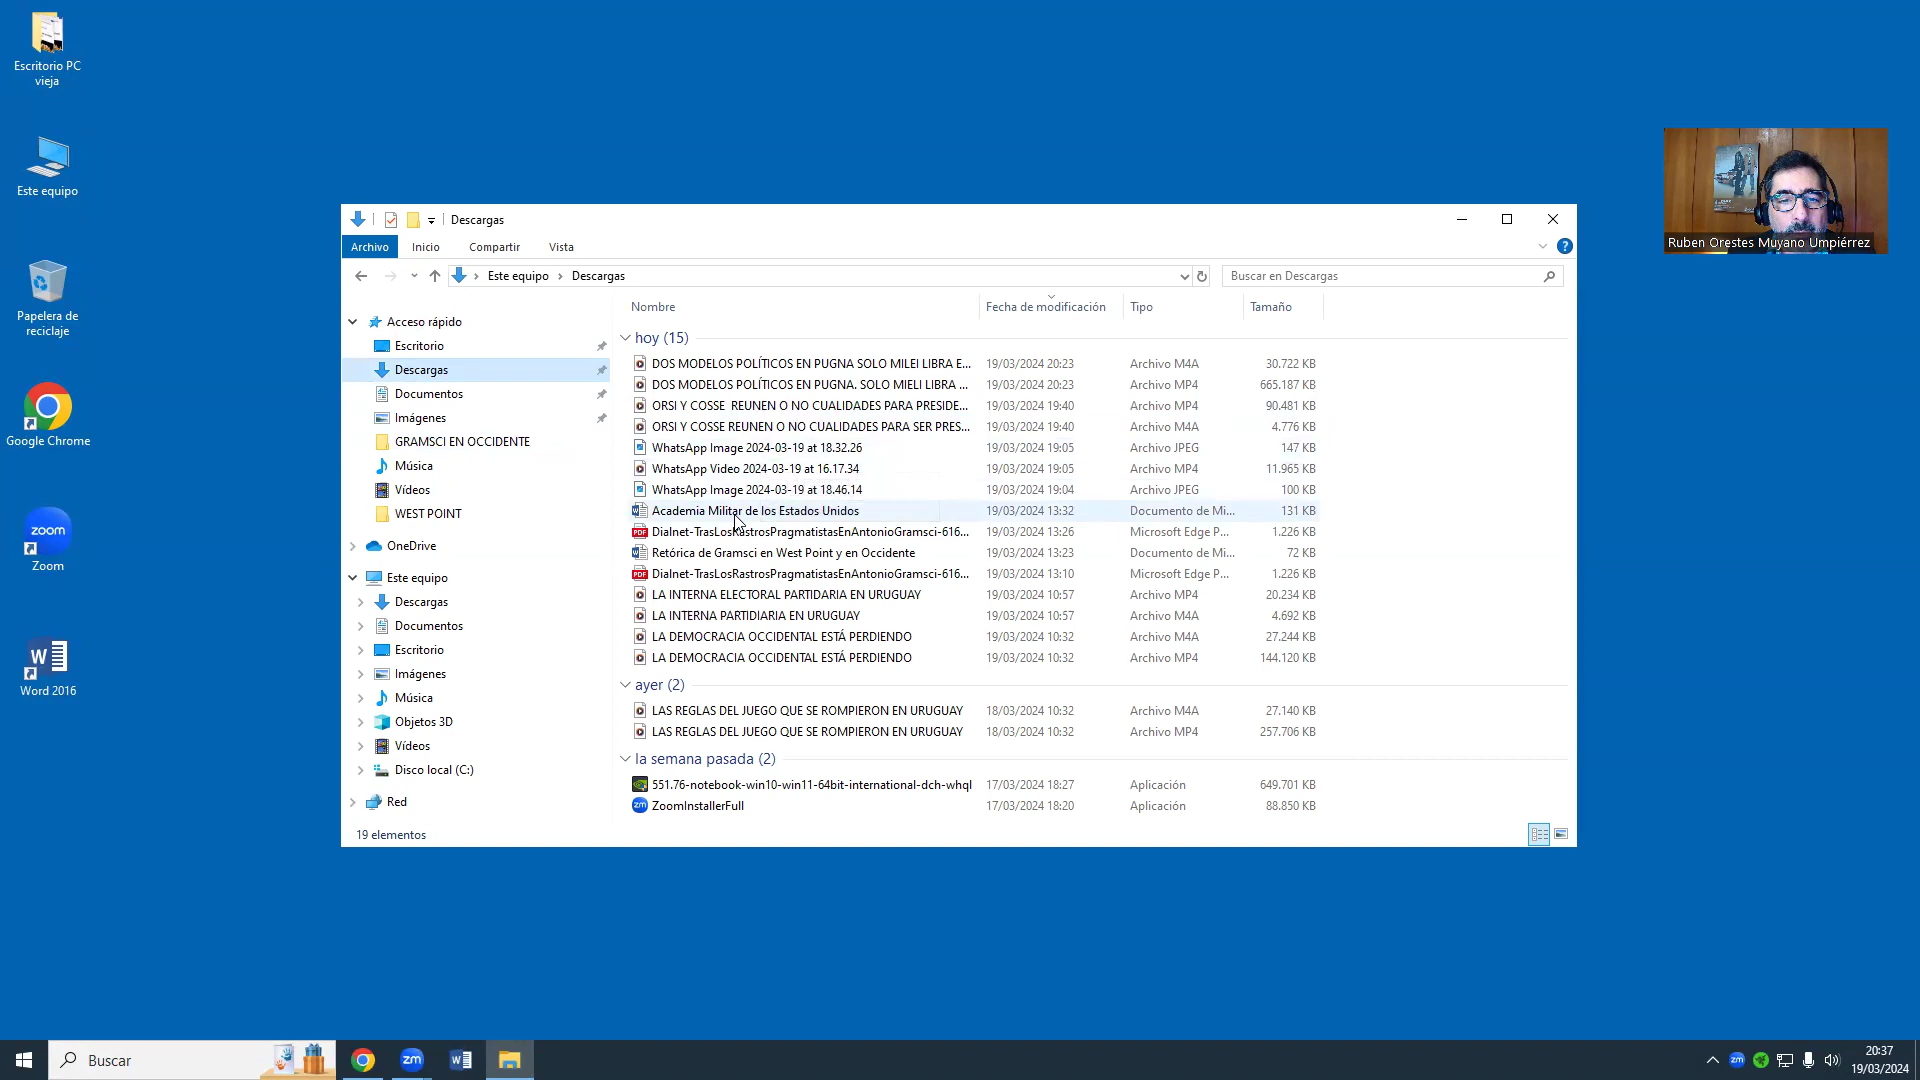 Escritorio PC
vieja
Este equipo
Papelera de
reciclaje
Google Chrome
zoom
Zoom
W
Word 2016
Ruben Orestes Muyano Umpiérrez
Descargas
Archivo Inicio Compartir Vista
Este equipo Descargas Buscar en Descargas
Nombre Fecha de modificación Tipo Tamaño
Acceso rápido
Escritorio
Descargas
Documentos
Imágenes
GRAMSCI EN OCCIDENTE
Música
Vídeos
WEST POINT
OneDrive
Este equipo
Descargas
Documentos
Escritorio
Imágenes
Música
Objetos 3D
Vídeos
Disco local (C:)
Red
hoy (15)
DOS MODELOS POLÍTICOS EN PUGNA SOLO MILEI LIBRA E... 19/03/2024 20:23 Archivo M4A 30.722 KB
DOS MODELOS POLÍTICOS EN PUGNA. SOLO MIELI LIBRA ... 19/03/2024 20:23 Archivo MP4 665.187 KB
ORSI Y COSSE REUNEN O NO CUALIDADES PARA PRESIDE... 19/03/2024 19:40 Archivo MP4 90.481 KB
ORSI Y COSSE REUNEN O NO CUALIDADES PARA SER PRES... 19/03/2024 19:40 Archivo M4A 4.776 KB
WhatsApp Image 2024-03-19 at 18.32.26 19/03/2024 19:05 Archivo JPEG 147 KB
WhatsApp Video 2024-03-19 at 16.17.34 19/03/2024 19:05 Archivo MP4 11.965 KB
WhatsApp Image 2024-03-19 at 18.46.14 19/03/2024 19:04 Archivo JPEG 100 KB
Academia Militar de los Estados Unidos 19/03/2024 13:32 Documento de Mi... 131 KB
Dialnet-TrasLosRastrosPragmatistasEnAntonioGramsci-616... 19/03/2024 13:26 Microsoft Edge P... 1.226 KB
Retórica de Gramsci en West Point y en Occidente 19/03/2024 13:23 Documento de Mi... 72 KB
Dialnet-TrasLosRastrosPragmatistasEnAntonioGramsci-616... 19/03/2024 13:10 Microsoft Edge P... 1.226 KB
LA INTERNA ELECTORAL PARTIDARIA EN URUGUAY 19/03/2024 10:57 Archivo MP4 20.234 KB
LA INTERNA PARTIDIARIA EN URUGUAY 19/03/2024 10:57 Archivo M4A 4.692 KB
LA DEMOCRACIA OCCIDENTAL ESTÁ PERDIENDO 19/03/2024 10:32 Archivo M4A 27.244 KB
LA DEMOCRACIA OCCIDENTAL ESTÁ PERDIENDO 19/03/2024 10:32 Archivo MP4 144.120 KB
ayer (2)
LAS REGLAS DEL JUEGO QUE SE ROMPIERON EN URUGUAY 18/03/2024 10:32 Archivo M4A 27.140 KB
LAS REGLAS DEL JUEGO QUE SE ROMPIERON EN URUGUAY 18/03/2024 10:32 Archivo MP4 257.706 KB
la semana pasada (2)
551.76-notebook-win10-win11-64bit-international-dch-whql 17/03/2024 18:27 Aplicación 649.701 KB
ZoomInstallerFull 17/03/2024 18:20 Aplicación 88.850 KB
19 elementos
Buscar
zm
zm
20:37
19/03/2024